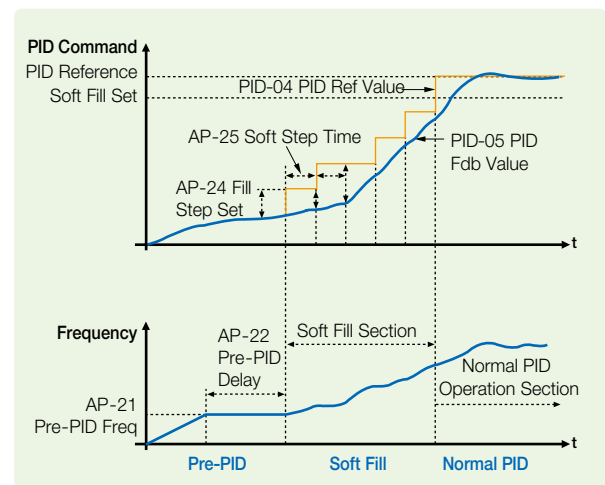 PID Command
PID Reference
Soft Fill Set
PID-04 PID Ref Value
AP-25 Soft Step Time
PID-05 PID
Fdb Value
AP-24 Fill
Step Set
t
Frequency
AP-22
Pre-PID
Delay
Soft Fill Section
Normal PID
Operation Section
AP-21
Pre-PID Freq
t
Pre-PID
Soft Fill
Normal PID